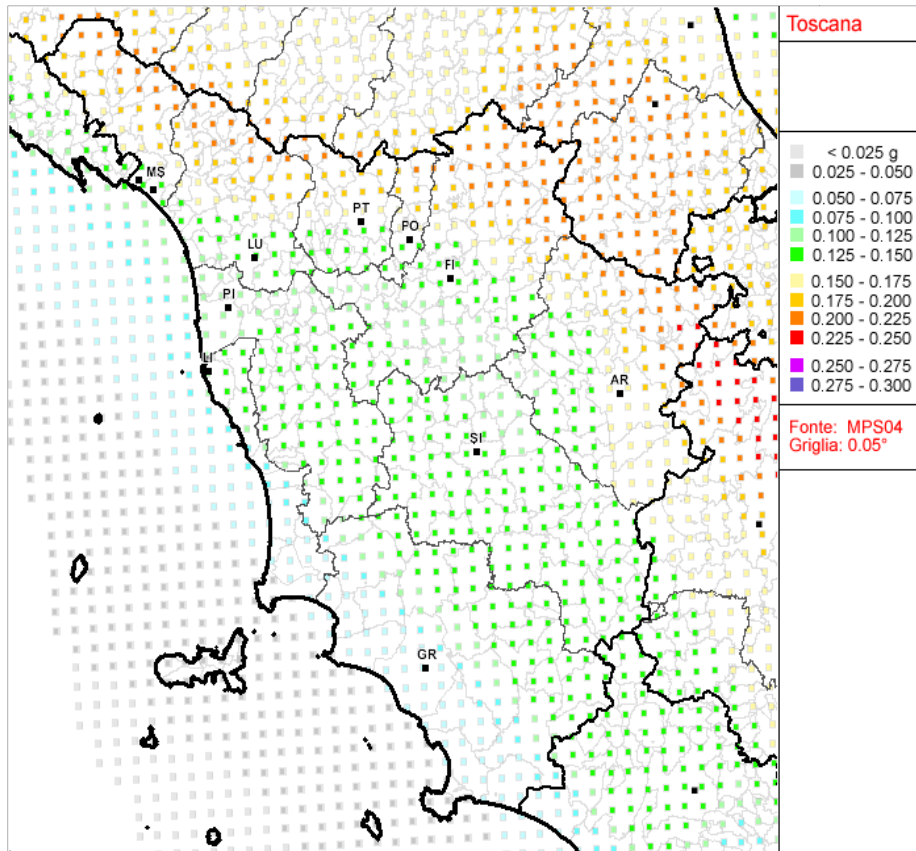 Toscana
< 0.025 g
0.025 - 0.050
0.050 - 0.075
0.075 - 0.100
0.100 - 0.125
0.125 - 0.150
0.150 - 0.175
0.175 - 0.200
0.200 - 0.225
0.225 - 0.250
0.250 - 0.275
0.275 - 0.300
Fonte: MPS04
Griglia: 0.05°
MS
PT
PO
LU
FI
PI
LI
AR
SI
GR